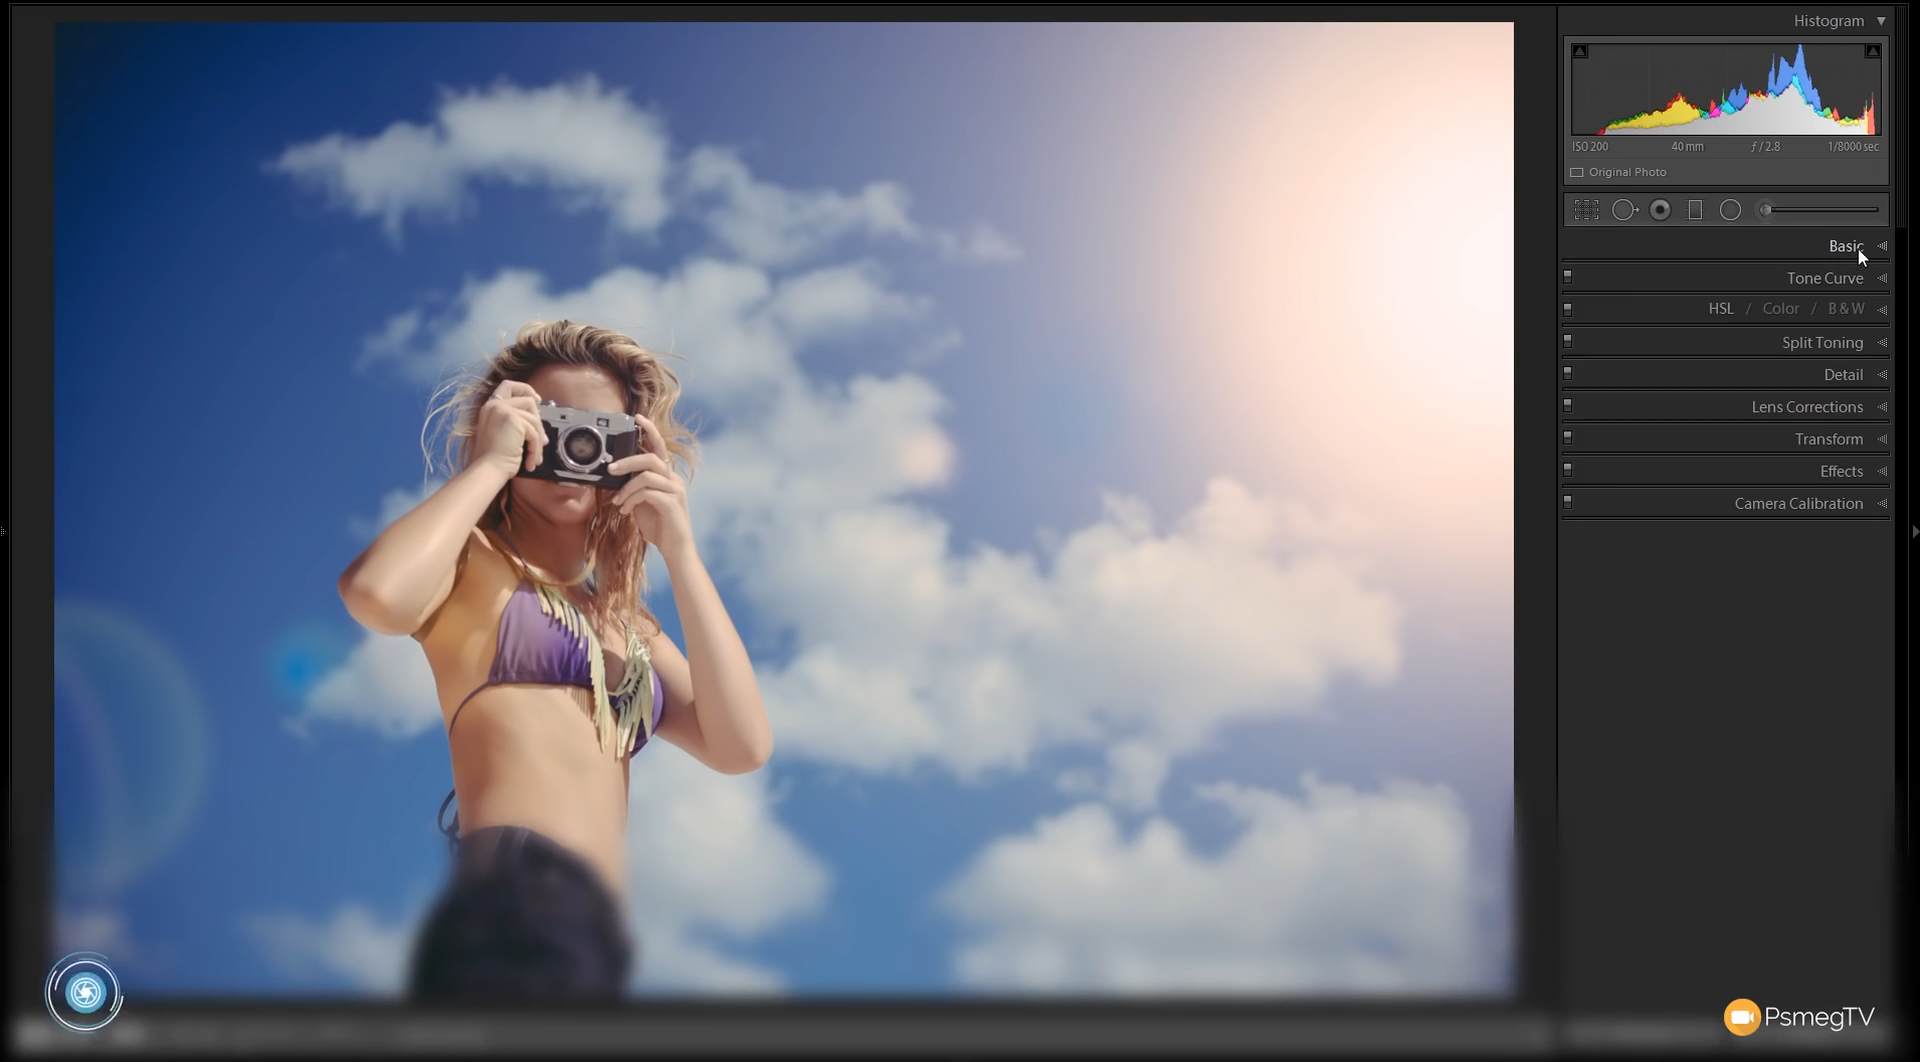 Histogram
ISO 200 40 mm ƒ / 2.8 1/8000 sec
Original Photo
Basic
Tone Curve
HSL / Color / B & W
Split Toning
Detail
Lens Corrections
Transform
Effects
Camera Calibration
PsmegTV